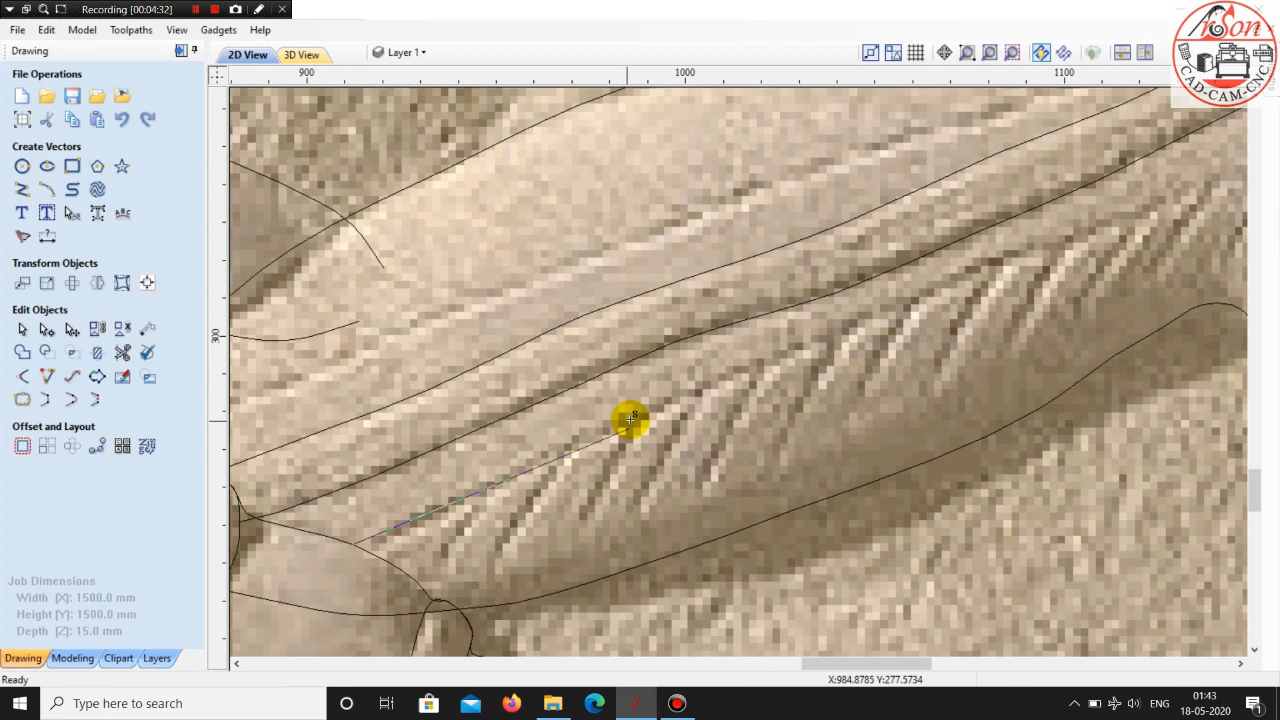 Recording [00:04:32]
File Edit Model Toolpaths View Gadgets Help
Drawing
2D View 3D View Layer 1
900 1000 1100
300
File Operations
Create Vectors
Transform Objects
Edit Objects
Offset and Layout
Job Dimensions
Width (X): 1500.0 mm
Height (Y): 1500.0 mm
Depth (Z): 15.0 mm
Drawing Modeling Clipart Layers
Ready
X:984.8785 Y:277.5734
Type here to search
ENG
01:43
18-05-2020
CAD-CAM-CNC
S